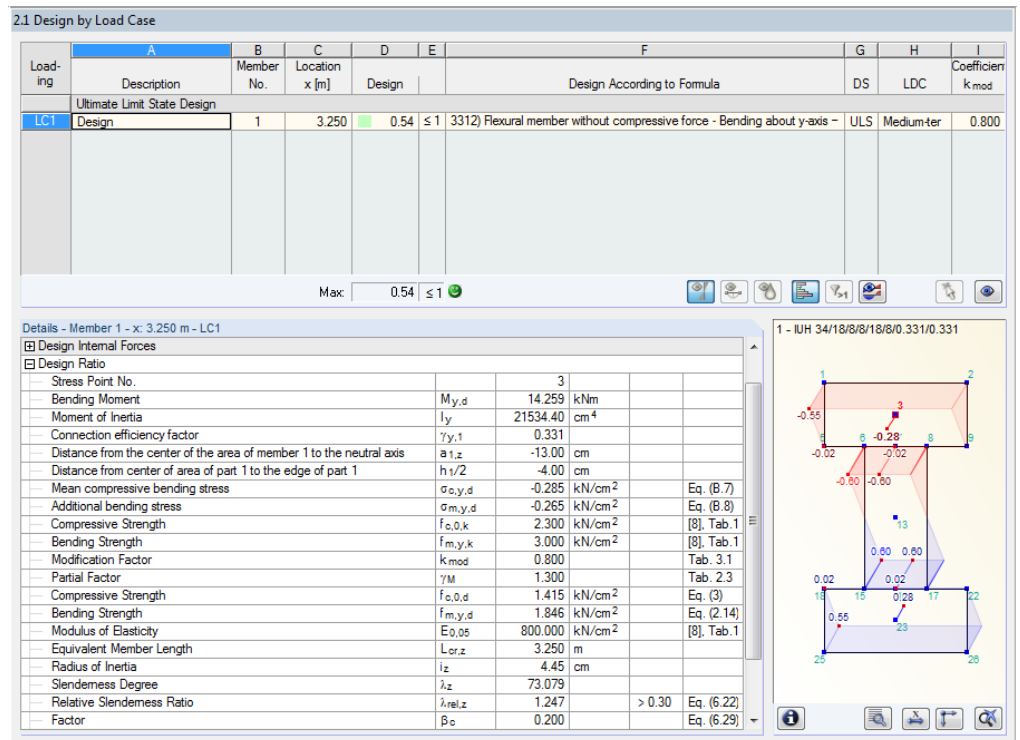 2.1 Design by Load Case
A B C D E F G H I
Load- Member Location Coefficien
ing Description No. x [m] Design Design According to Formula DS LDC k mod
Ultimate Limit State Design
LC1 Design 1 3.250 0.54 ≤ 1 3312) Flexural member without compressive force - Bending about y-axis – ULS Medium-ter 0.800
Max: 0.54 ≤ 1
Details - Member 1 - x: 3.250 m - LC1
Design Internal Forces
Design Ratio
Stress Point No. 3
Bending Moment My,d 14.259 kNm
Moment of Inertia Iy 21534.40 cm4
Connection efficiency factor γy,1 0.331
Distance from the center of the area of member 1 to the neutral axis a1,z -13.00 cm
Distance from center of area of part 1 to the edge of part 1 h1/2 -4.00 cm
Mean compressive bending stress σc,y,d -0.285 kN/cm2 Eq. (B.7)
Additional bending stress σm,y,d -0.265 kN/cm2 Eq. (B.8)
Compressive Strength fc,0,k 2.300 kN/cm2 [8], Tab.1
Bending Strength fm,y,k 3.000 kN/cm2 [8], Tab.1
Modification Factor kmod 0.800 Tab. 3.1
Partial Factor γM 1.300 Tab. 2.3
Compressive Strength fc,0,d 1.415 kN/cm2 Eq. (3)
Bending Strength fm,y,d 1.846 kN/cm2 Eq. (2.14)
Modulus of Elasticity E0,05 800.000 kN/cm2 [8], Tab.1
Equivalent Member Length Lcr,z 3.250 m
Radius of Inertia iz 4.45 cm
Slenderness Degree λz 73.079
Relative Slenderness Ratio λrel,z 1.247 > 0.30 Eq. (6.22)
Factor βc 0.200 Eq. (6.29)
1 - IUH 34/18/8/8/18/8/0.331/0.331
1 2
-0.55 3
6 -0.28 8 9
-0.02 -0.02
-0.60 -0.60
13
0.60 0.60
0.02 0.02
18 15 0.28 17 22
0.55 23
25 26